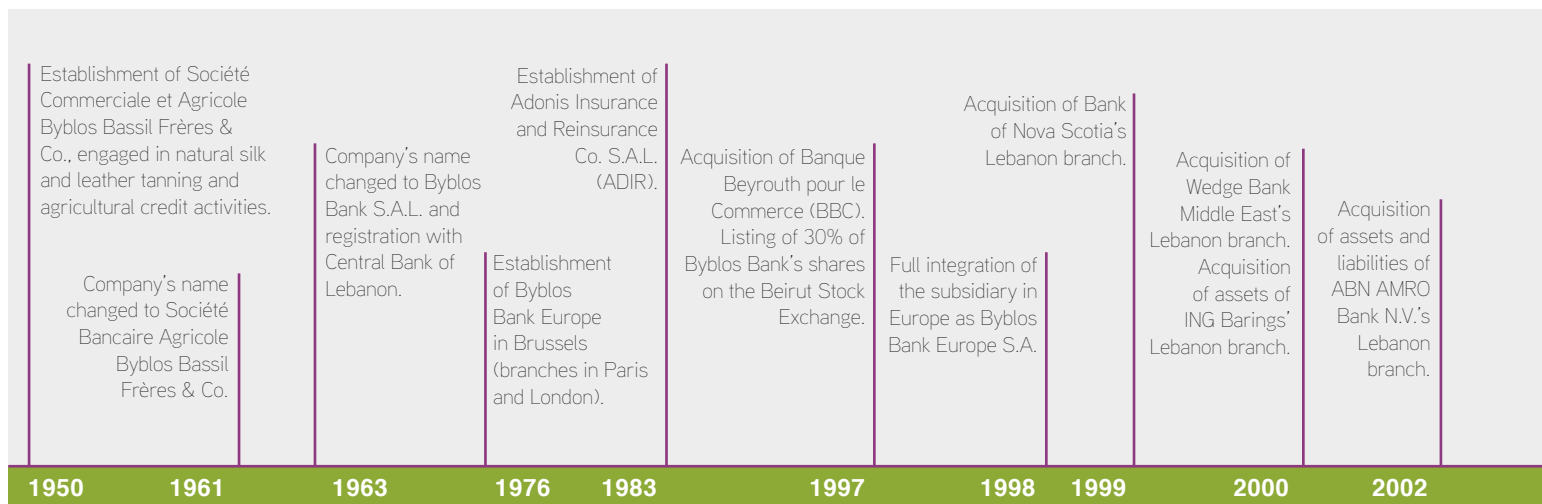 Establishment of Société
Commerciale et Agricole
Byblos Bassil Frères &
Co., engaged in natural silk
and leather tanning and
agricultural credit activities.
Company's name
changed to Société
Bancaire Agricole
Byblos Bassil
Frères & Co.
Company's name
changed to Byblos
Bank S.A.L. and
registration with
Central Bank of
Lebanon.
Establishment
of Byblos
Bank Europe
in Brussels
(branches in Paris
and London).
Establishment of
Adonis Insurance
and Reinsurance
Co. S.A.L.
(ADIR).
Acquisition of Banque
Beyrouth pour le
Commerce (BBC).
Listing of 30% of
Byblos Bank's shares
on the Beirut Stock
Exchange.
Full integration of
the subsidiary in
Europe as Byblos
Bank Europe S.A.
Acquisition of Bank
of Nova Scotia's
Lebanon branch.
Acquisition of
Wedge Bank
Middle East's
Lebanon branch.
Acquisition
of assets of
ING Barings'
Lebanon branch.
Acquisition
of assets and
liabilities of
ABN AMRO
Bank N.V.'s
Lebanon
branch.
1950 1961 1963 1976 1983 1997 1998 1999 2000 2002